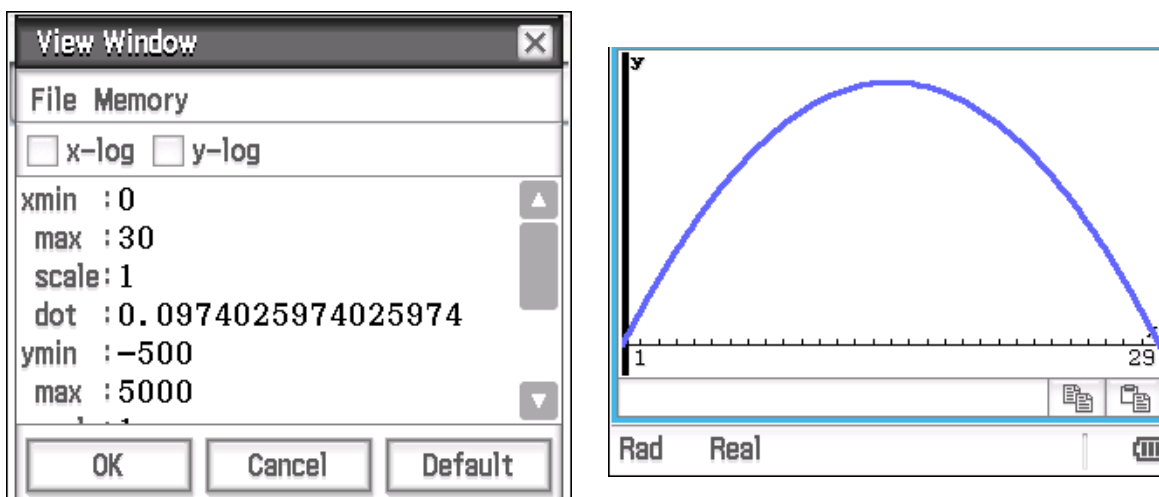 View Window
File Memory
x-log y-log
xmin :0
max :30
scale:1
dot :0.0974025974025974
ymin :-500
max :5000
OK Cancel Default
y
1 29
Rad Real